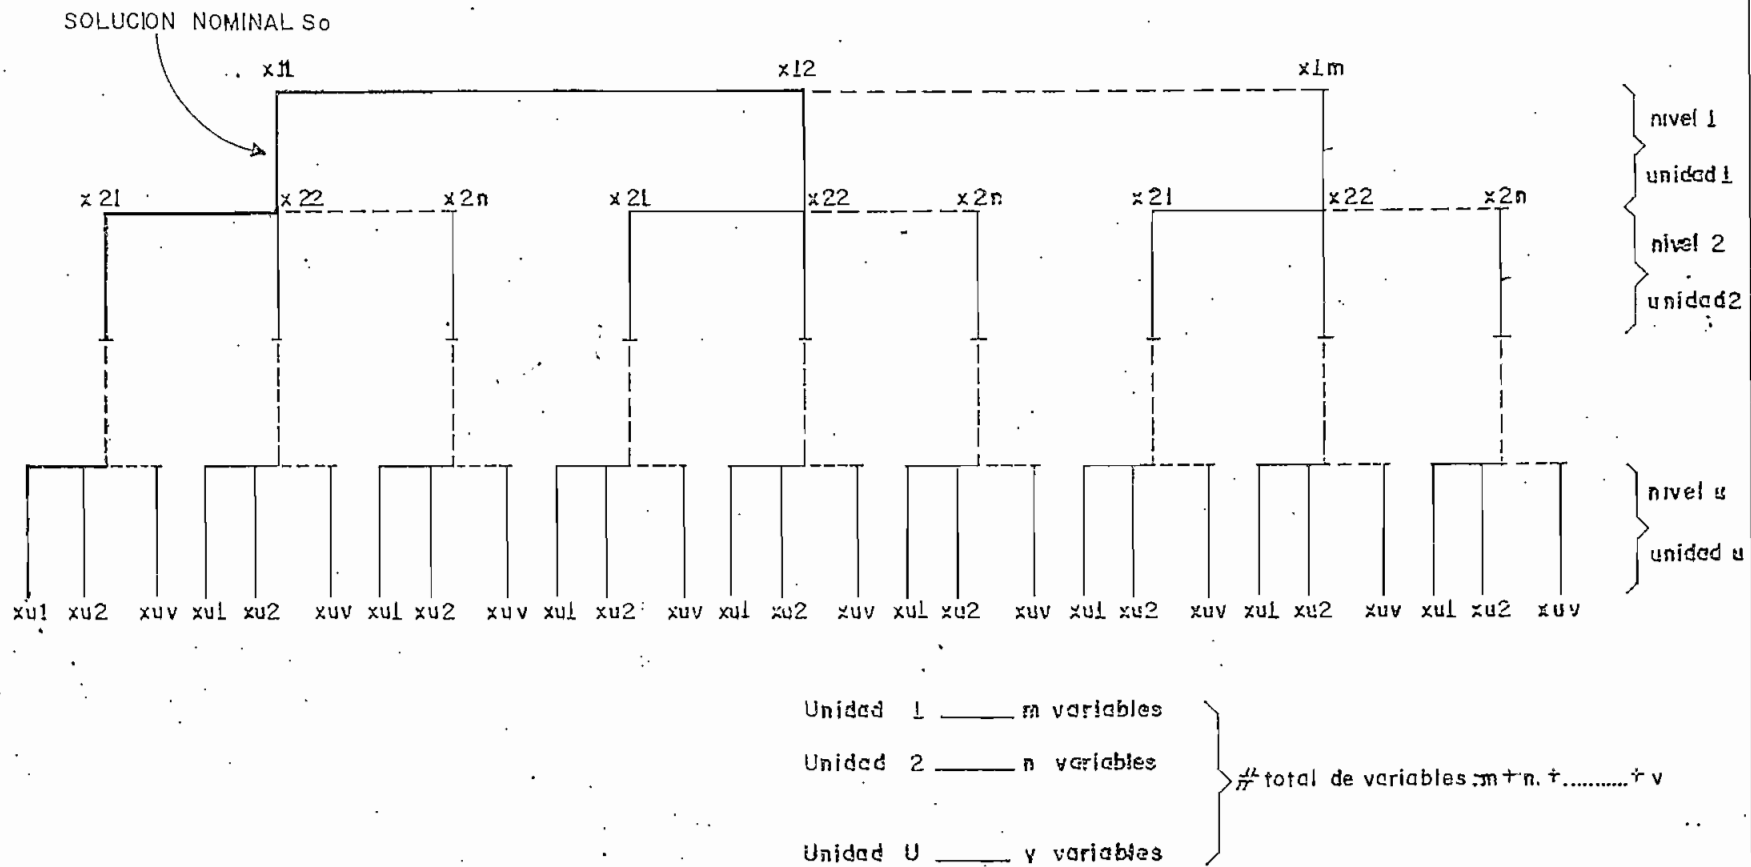 SOLUCION NOMINAL So
x11 x12 x1m
nivel 1
unidad 1
x21 x22 x2n x21 x22 x2n x21 x22 x2n
nivel 2
unidad 2
nivel u
unidad u
xu1 xu2 xuv xu1 xu2 xuv xu1 xu2 xuv xu1 xu2 xuv xu1 xu2 xuv xu1 xu2 xuv xu1 xu2 xuv xu1 xu2 xuv xu1 xu2 xuv
Unidad 1 _____ m variables
Unidad 2 _____ n variables
# total de variables :m+n.+..........+v
Unidad U _____ v variables